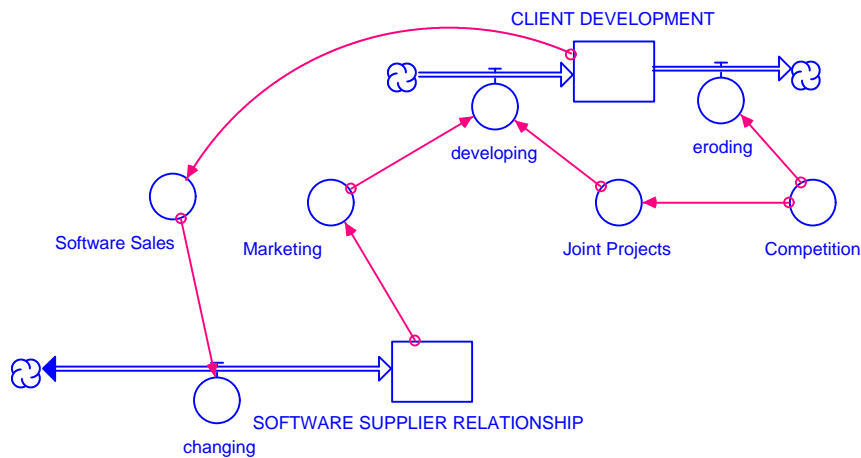 CLIENT DEVELOPMENT
developing
eroding
Software Sales
Marketing
Joint Projects
Competition
SOFTWARE SUPPLIER RELATIONSHIP
changing